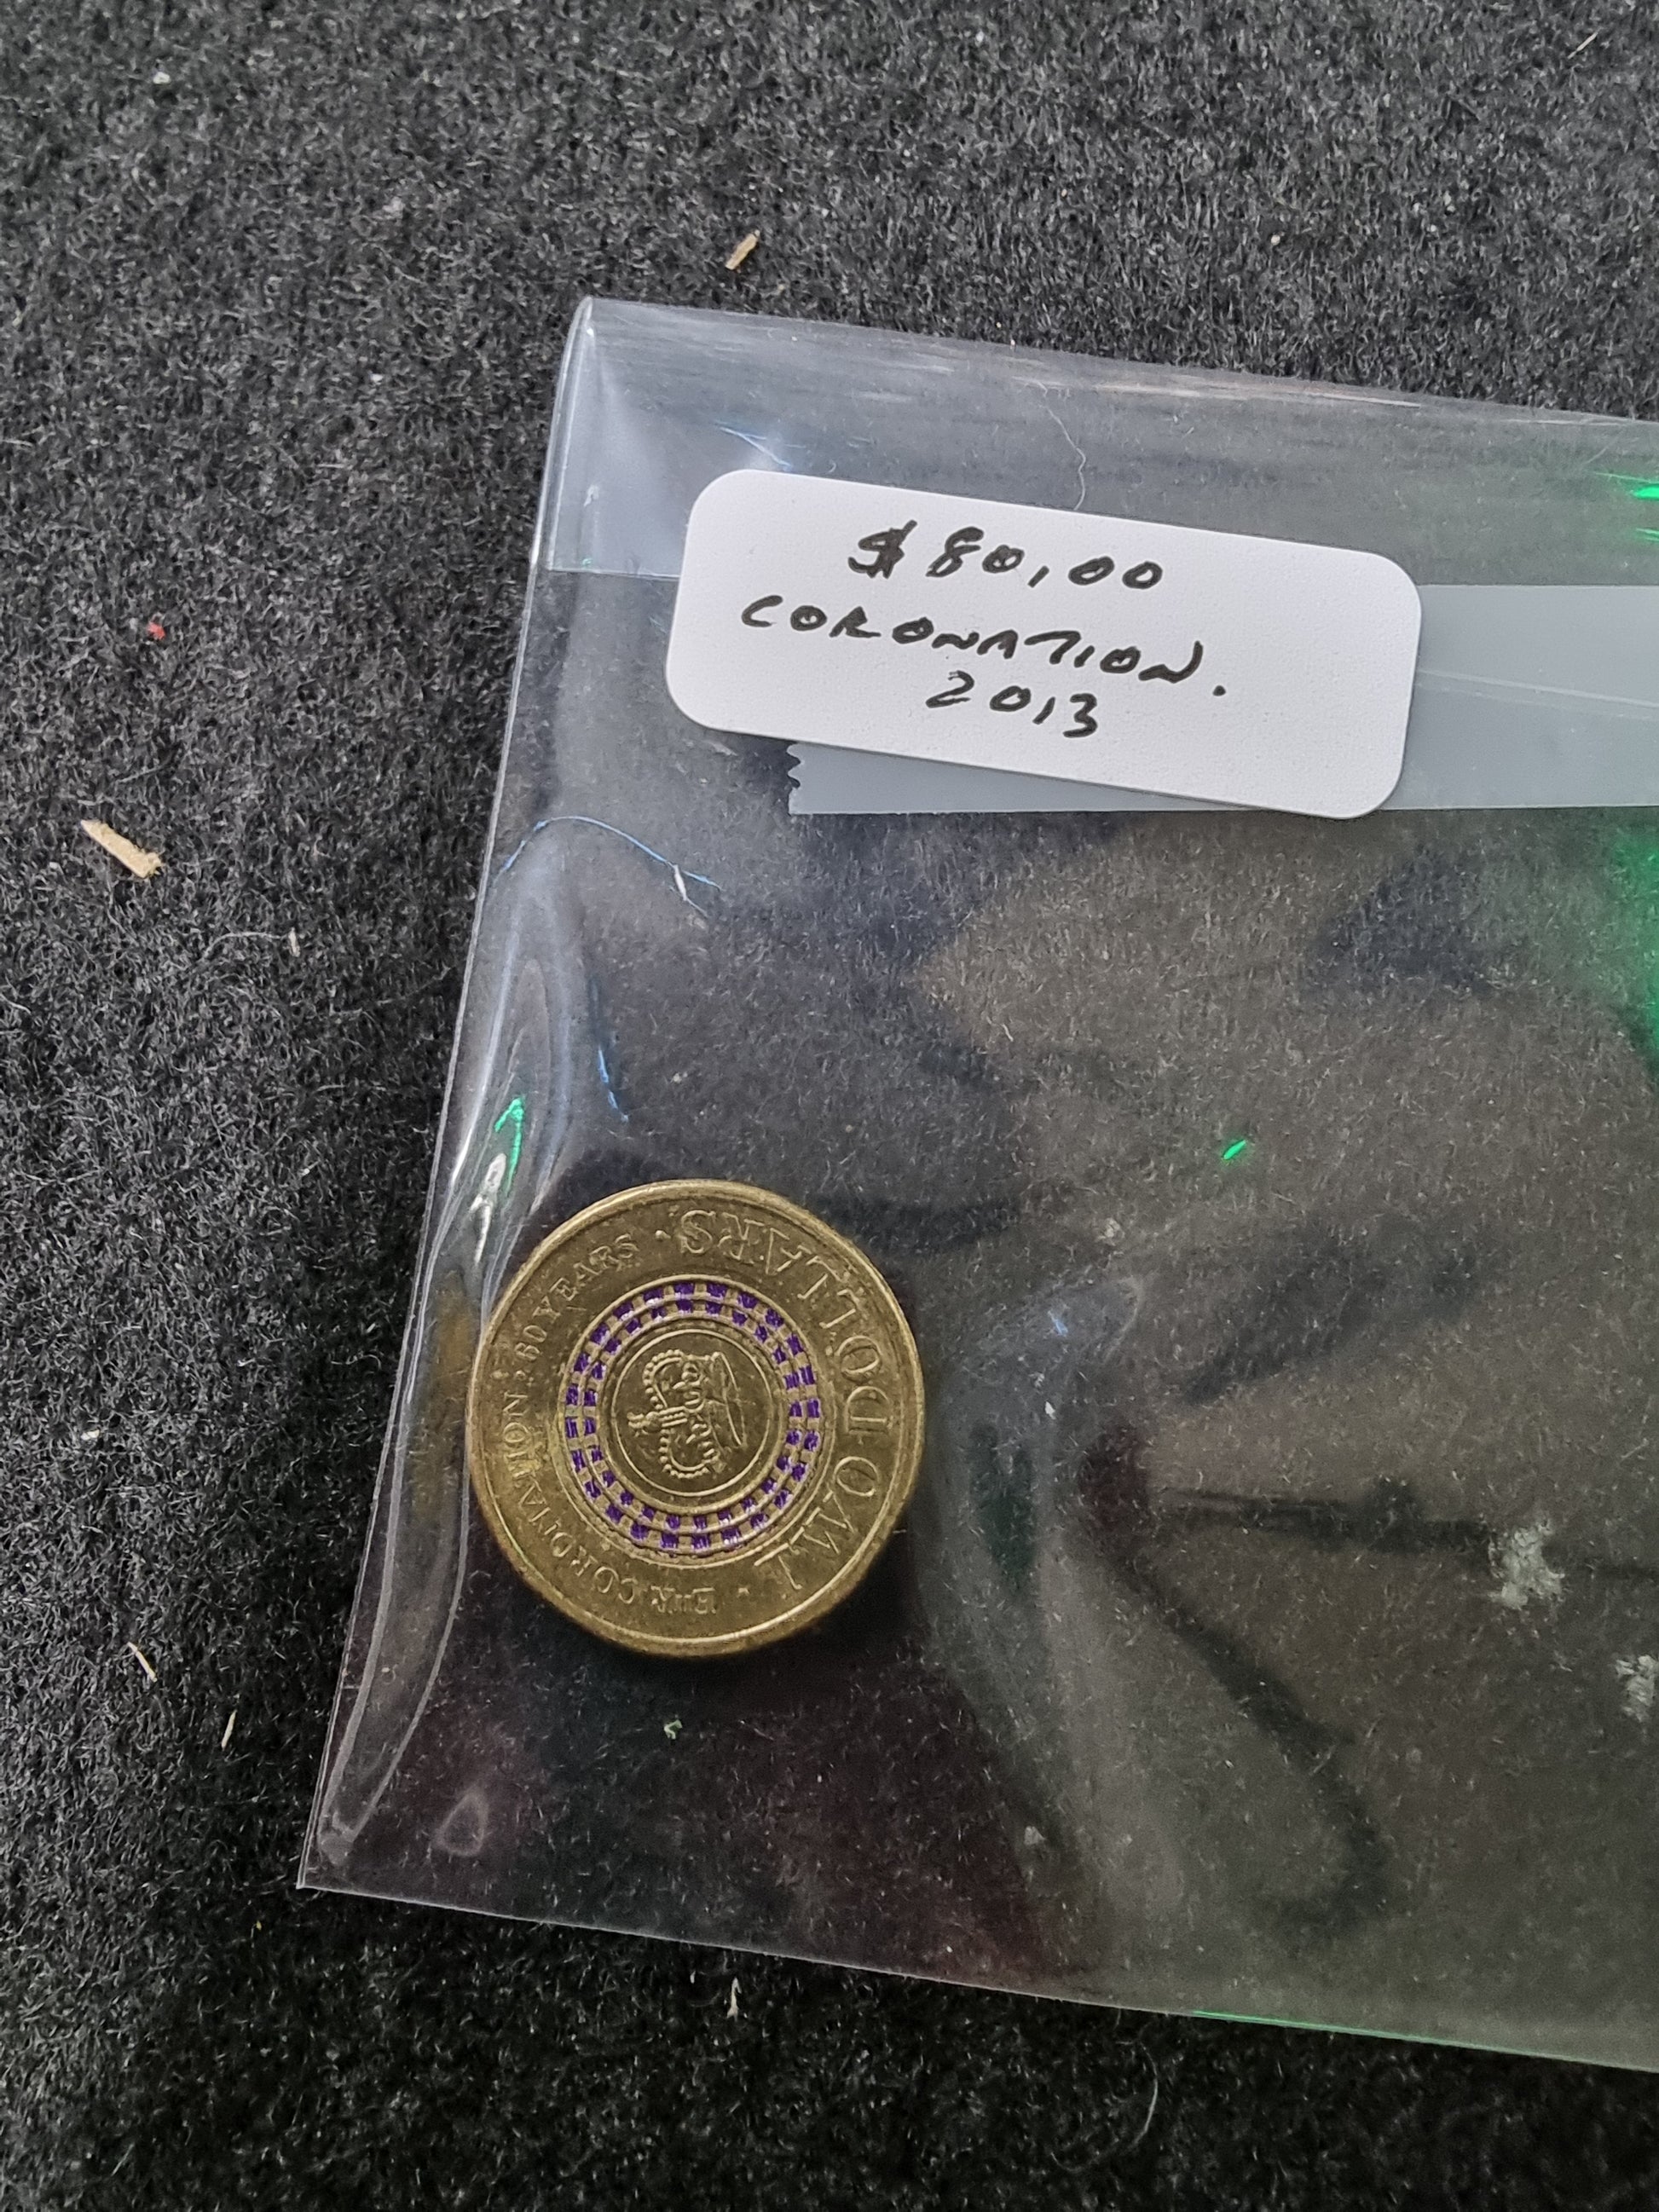 $80,00
CORONATION.
2013
EIIR CORONATION : 60 YEARS
TWO DOLLARS